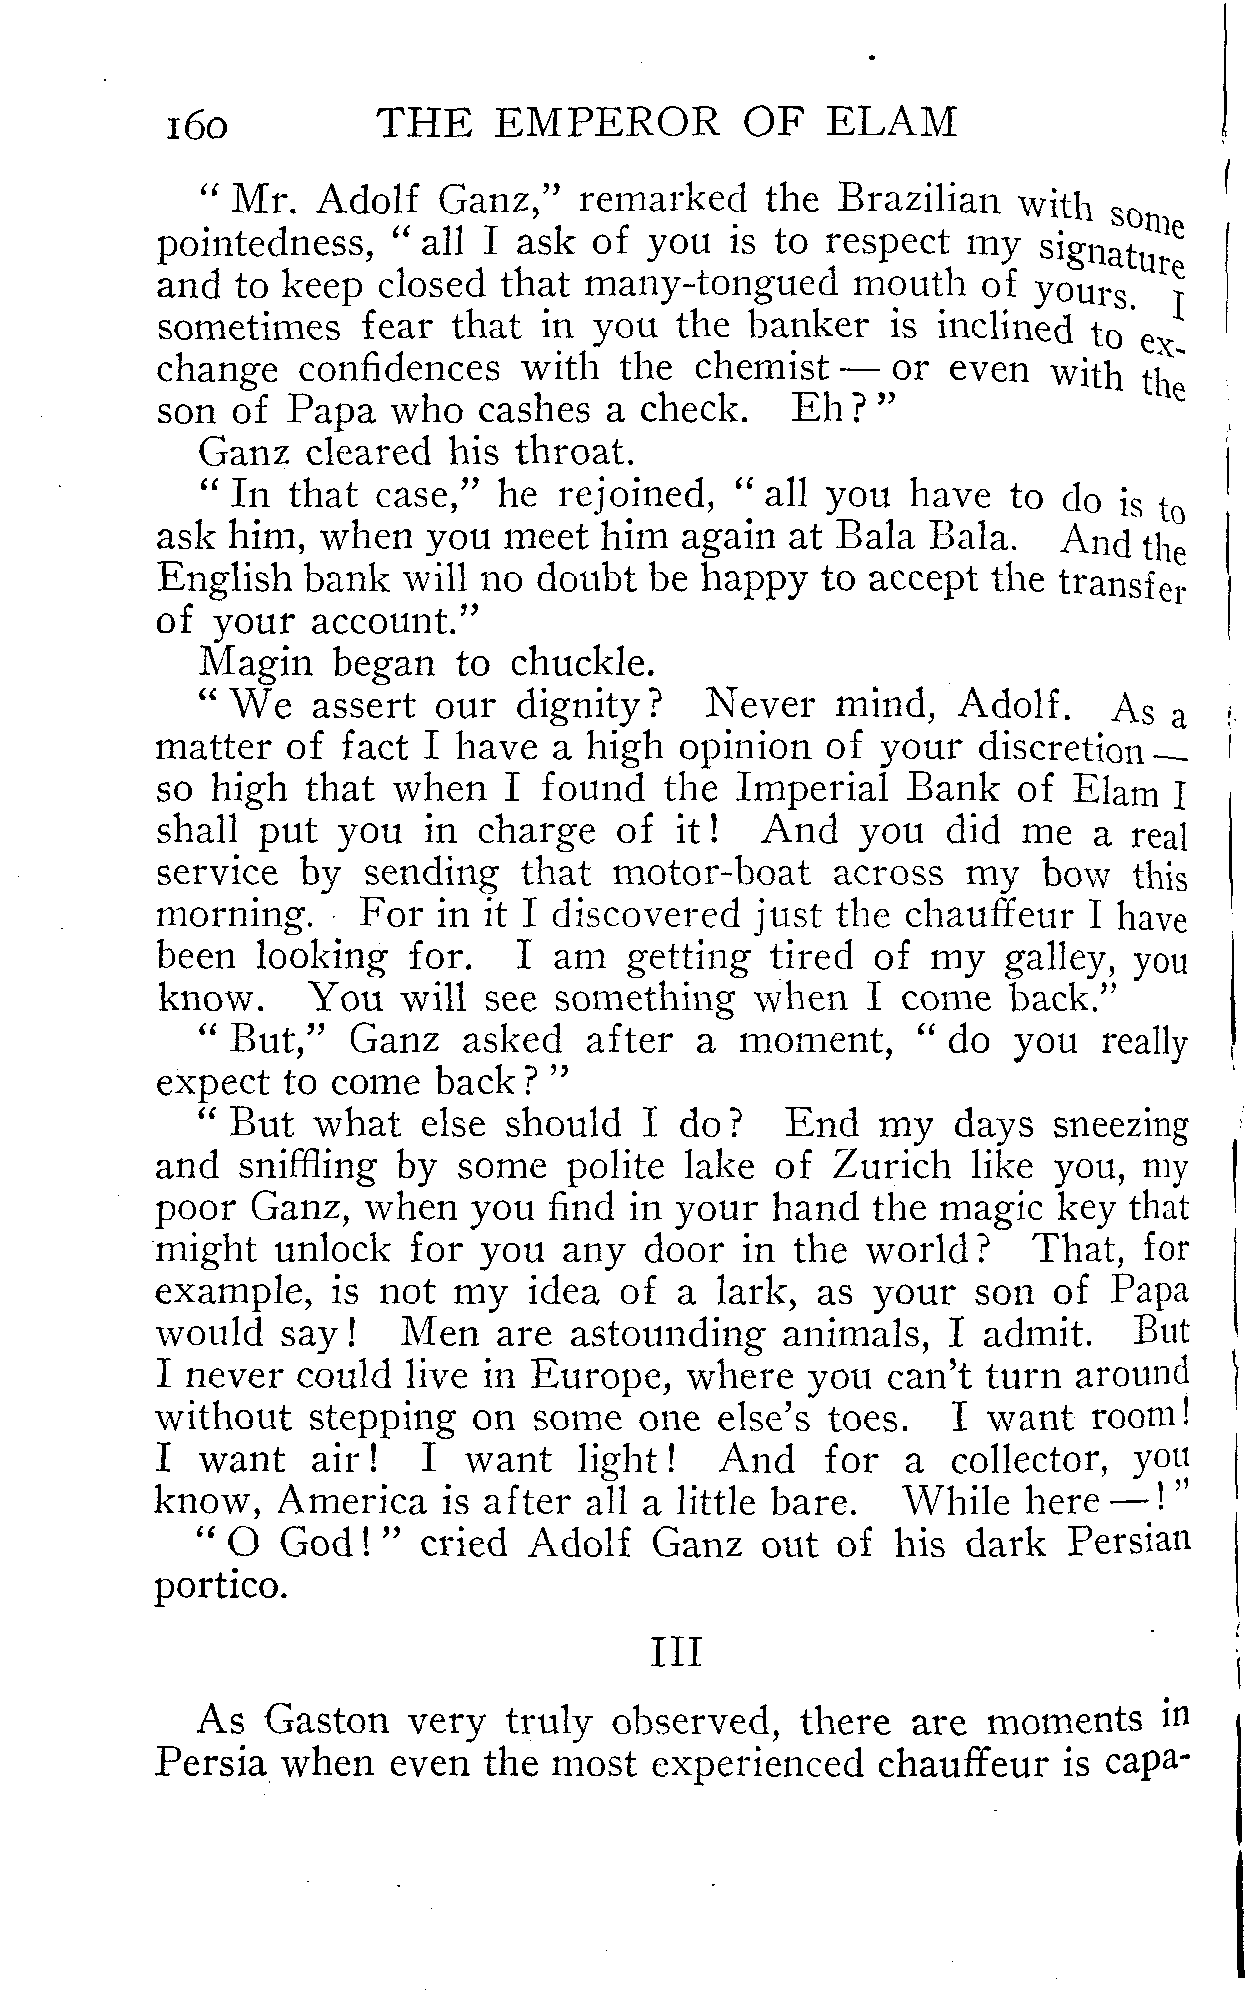 160 THE EMPEROR OF ELAM
" Mr. Adolf Ganz," remarked the Brazilian with some
pointedness, " all I ask of you is to respect my signature
and to keep closed that many-tongued mouth of yours. I
sometimes fear that in you the banker is inclined to ex-
change confidences with the chemist — or even with the
son of Papa who cashes a check. Eh? "
Ganz cleared his throat.
" In that case," he rejoined, " all you have to do is to
ask him, when you meet him again at Bala Bala. And the
English bank will no doubt be happy to accept the transfer
of your account."
Magin began to chuckle.
" We assert our dignity? Never mind, Adolf. As a
matter of fact I have a high opinion of your discretion —
so high that when I found the Imperial Bank of Elam I
shall put you in charge of it! And you did me a real
service by sending that motor-boat across my bow this
morning. For in it I discovered just the chauffeur I have
been looking for. I am getting tired of my galley, you
know. You will see something when I come back."
" But," Ganz asked after a moment, " do you really
expect to come back? "
" But what else should I do? End my days sneezing
and sniffling by some polite lake of Zurich like you, my
poor Ganz, when you find in your hand the magic key that
might unlock for you any door in the world? That, for
example, is not my idea of a lark, as your son of Papa
would say! Men are astounding animals, I admit. But
I never could live in Europe, where you can't turn around
without stepping on some one else's toes. I want room!
I want air! I want light! And for a collector, you
know, America is after all a little bare. While here —! "
" O God! " cried Adolf Ganz out of his dark Persian
portico.
III
As Gaston very truly observed, there are moments in
Persia when even the most experienced chauffeur is capa-